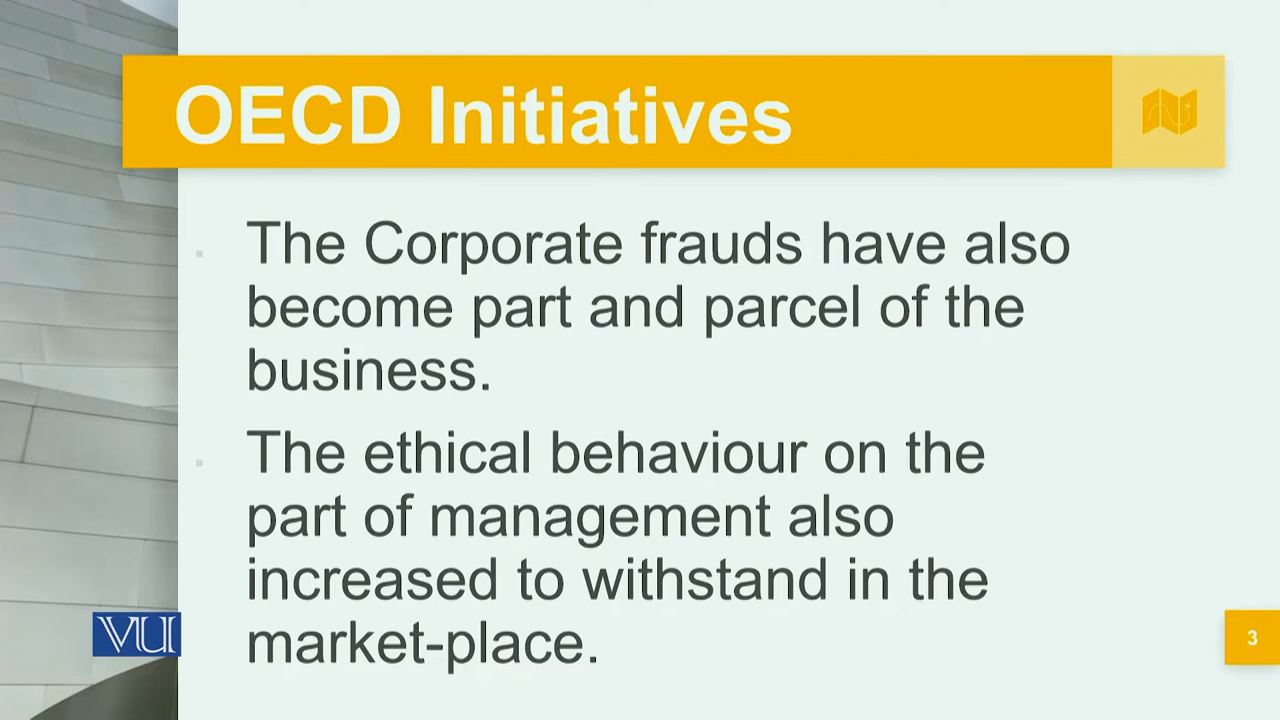 OECD Initiatives
The Corporate frauds have also
become part and parcel of the
business.
The ethical behaviour on the
part of management also
increased to withstand in the
market-place.
VU
3